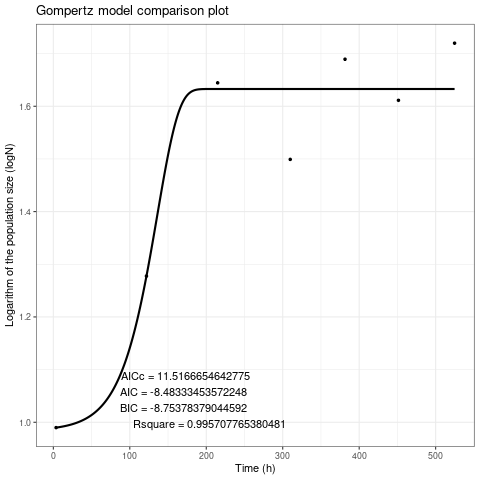 Gompertz model comparison plot
Logarithm of the population size (logN)
1.6
1.4
1.2
1.0
AICc = 11.5166654642775
AIC = -8.48333453572248
BIC = -8.75378379044592
Rsquare = 0.995707765380481
0 100 200 300 400 500
Time (h)